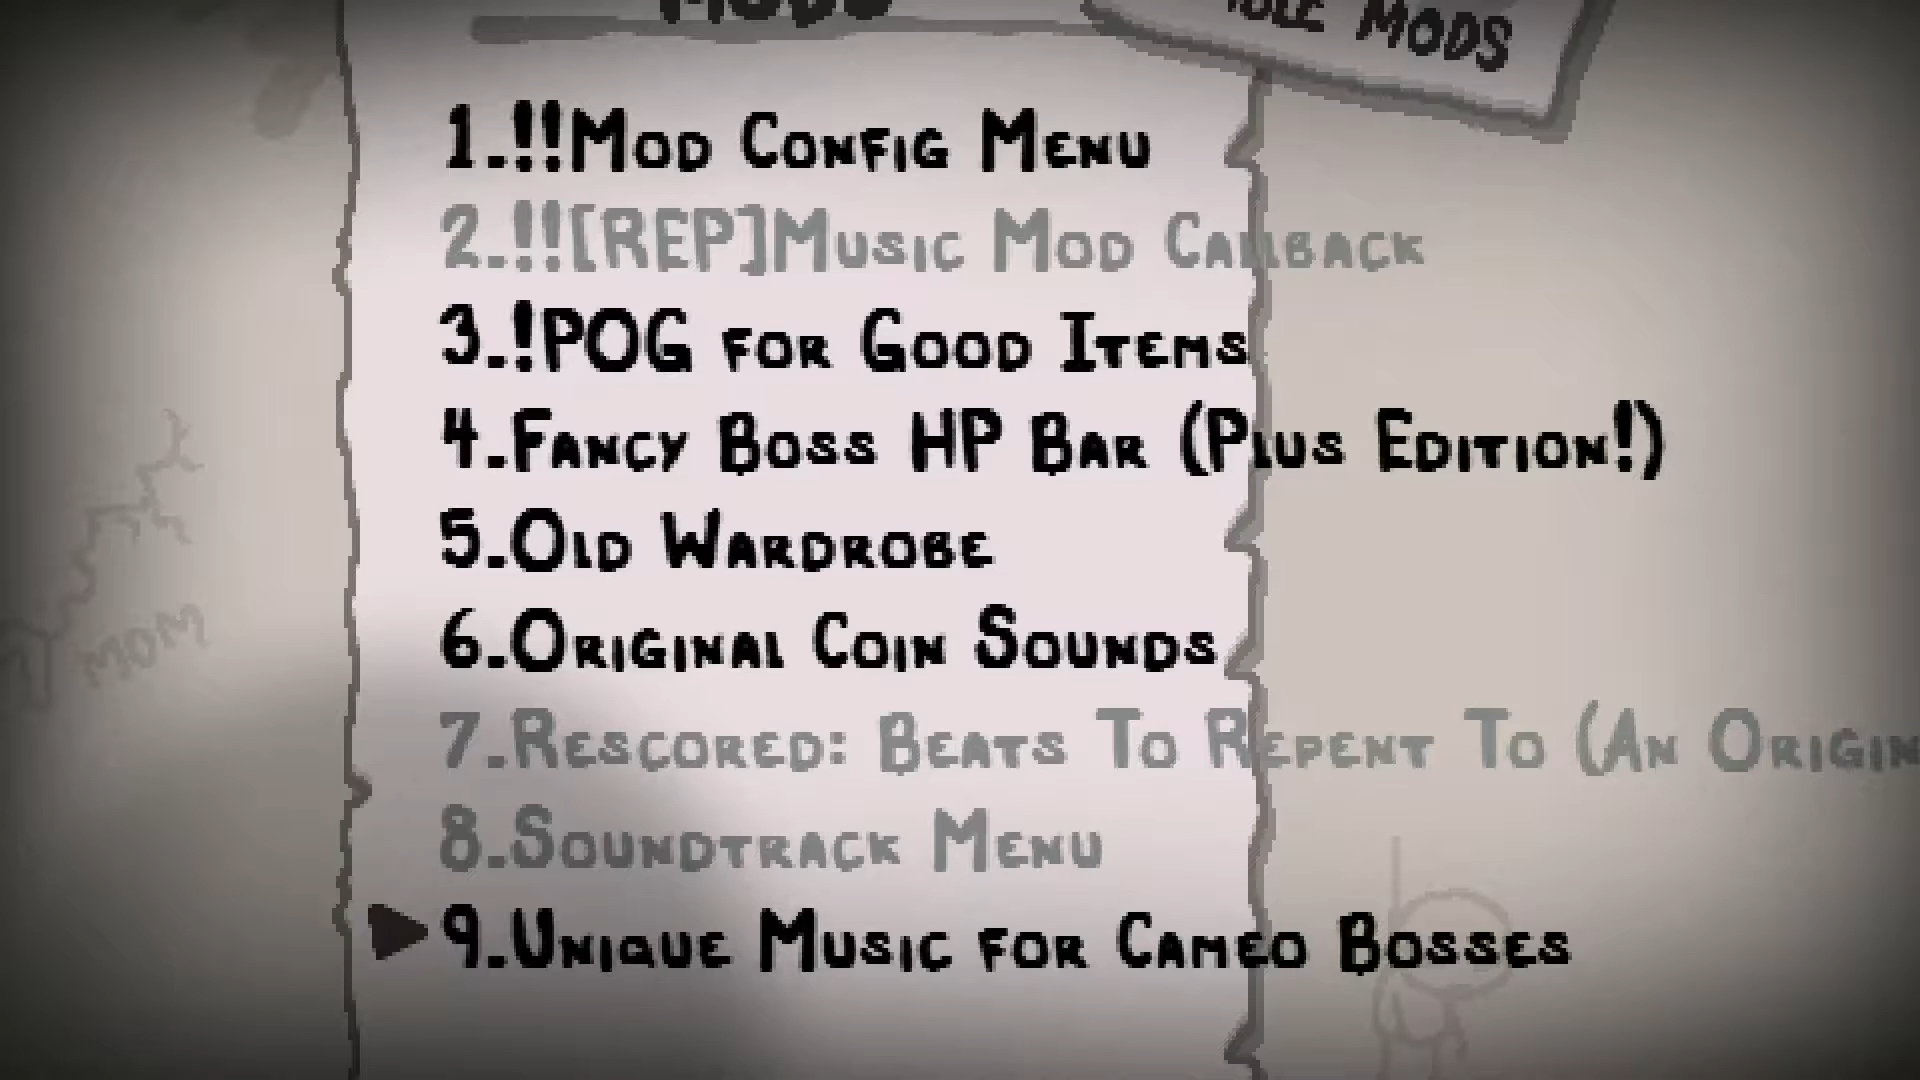 MODS
MODS
1.!!Mod Config Menu
2.!![REP]Music Mod Callback
3.!POG for Good Items
4.Fancy Boss HP Bar (Plus Edition!)
5.Old Wardrobe
6.Original Coin Sounds
7.Rescored: Beats To Repent To (An Origin
8.Soundtrack Menu
9.Unique Music for Cameo Bosses
MOM